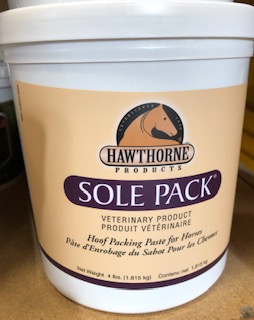 HAWTHORNE
PRODUCTS
SOLE PACK®
VETERINARY PRODUCT
PRODUIT VÉTÉRINAIRE
Hoof Packing Paste for Horses
Pâte d'Enrobage du Sabot Pour les Chevaux
Net Weight 4 lbs. (1.815 kg) Contenu net 1.815 kg